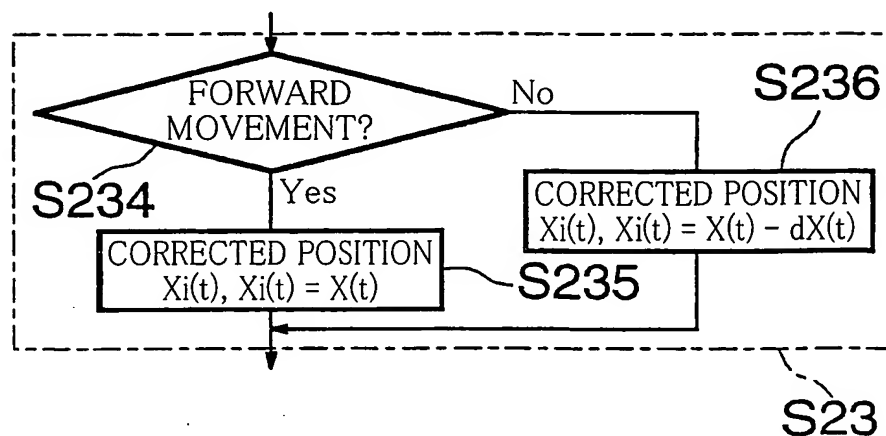 FORWARD
MOVEMENT?
No
S236
S234
Yes
CORRECTED POSITION
Xi(t), Xi(t) = X(t) - dX(t)
CORRECTED POSITION
Xi(t), Xi(t) = X(t)
S235
S23